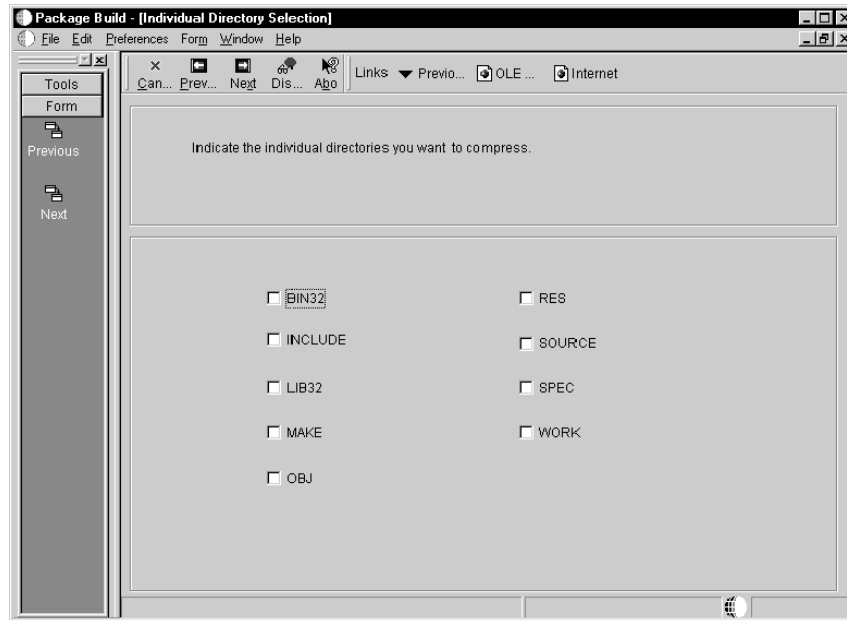 Package Build - [Individual Directory Selection]
File Edit Preferences Form Window Help
Can... Prev... Next Dis... Abo Links Previo... OLE ... Internet
Tools
Form
Previous
Next
Indicate the individual directories you want to compress.
BIN32 RES
INCLUDE SOURCE
LIB32 SPEC
MAKE WORK
OBJ